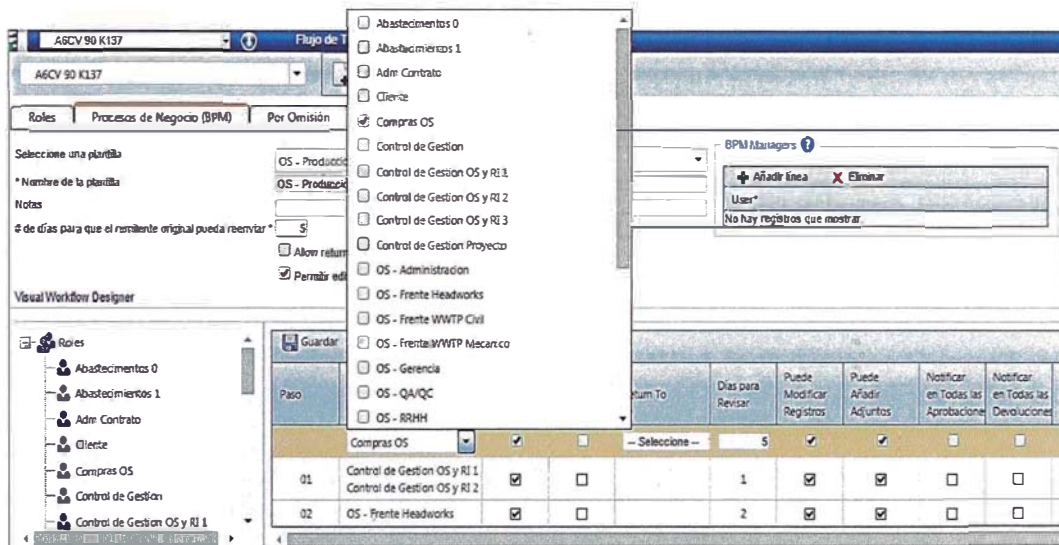 A6CV 90 K137
Flujo de T
A6CV 90 K137
Roles
Procesos de Negocio (BPM)
Por Omisión
Seleccione una plantilla
OS - Producció
* Nombre de la plantilla
OS - Producció
Notas
# de días para que el remitente original pueda reenviar *
5
Allow return
Permitir edi
Visual Workflow Designer
Abastecimentos 0
Abastecimientos 1
Adm Contrato
Cliente
Compras OS
Control de Gestion
Control de Gestion OS y RI 1
Control de Gestion OS y RI 2
Control de Gestion OS y RI 3
Control de Gestion Proyecto
OS - Administracion
OS - Frente Headworks
OS - Frente WWTP Civil
OS - Frente WWTP Mecanico
OS - Gerencia
OS - QA/QC
OS - RRHH
BPM Managers
Añadir línea
Eliminar
User*
No hay registros que mostrar.
Roles
Abastecimentos 0
Abastecimientos 1
Adm Contrato
Cliente
Compras OS
Control de Gestion
Control de Gestion OS y RI 1
Guardar
Paso
eturn To
Días para Revisar
Puede Modificar Registros
Puede Añadir Adjuntos
Notificar en Todas las Aprobacione
Notificar en Todas las Devoluciones
Compras OS
-- Seleccione --
5
01
Control de Gestion OS y RI 1
Control de Gestion OS y RI 2
1
02
OS - Frente Headworks
2